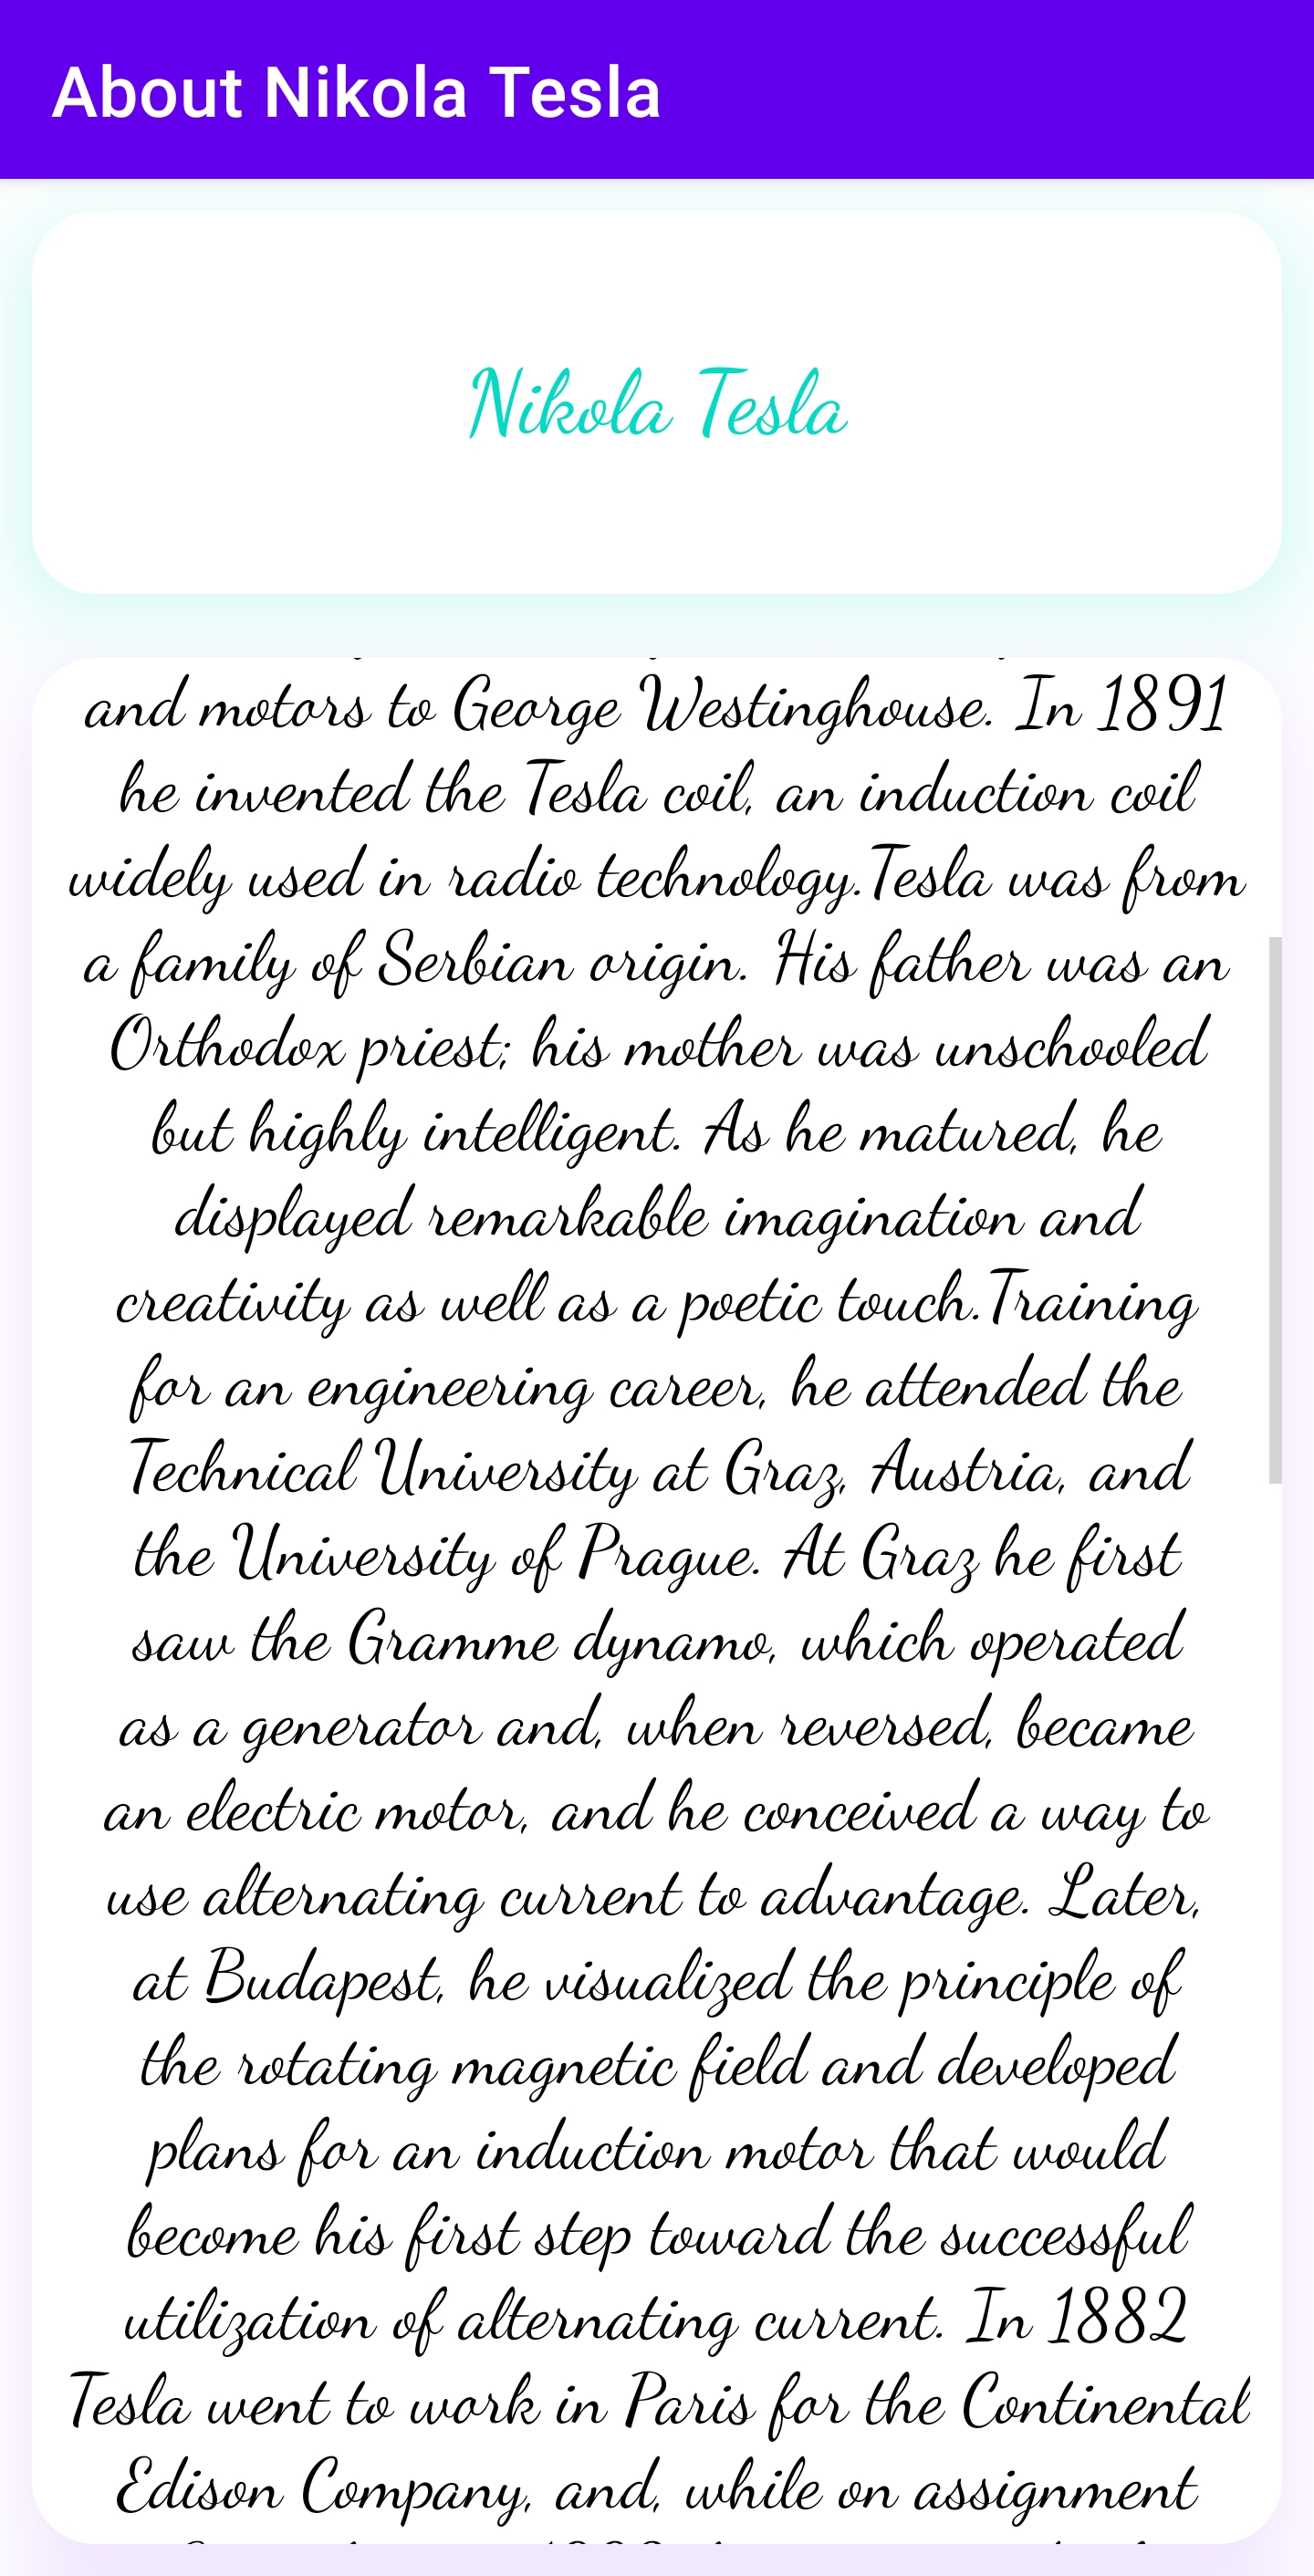 About Nikola Tesla
Nikola Tesla
and motors to George Westinghouse. In 1891
he invented the Tesla coil, an induction coil
widely used in radio technology.Tesla was from
a family of Serbian origin. His father was an
Orthodox priest; his mother was unschooled
but highly intelligent. As he matured, he
displayed remarkable imagination and
creativity as well as a poetic touch.Training
for an engineering career, he attended the
Technical University at Graz, Austria, and
the University of Prague. At Graz he first
saw the Gramme dynamo, which operated
as a generator and, when reversed, became
an electric motor, and he conceived a way to
use alternating current to advantage. Later,
at Budapest, he visualized the principle of
the rotating magnetic field and developed
plans for an induction motor that would
become his first step toward the successful
utilization of alternating current. In 1882
Tesla went to work in Paris for the Continental
Edison Company, and, while on assignment